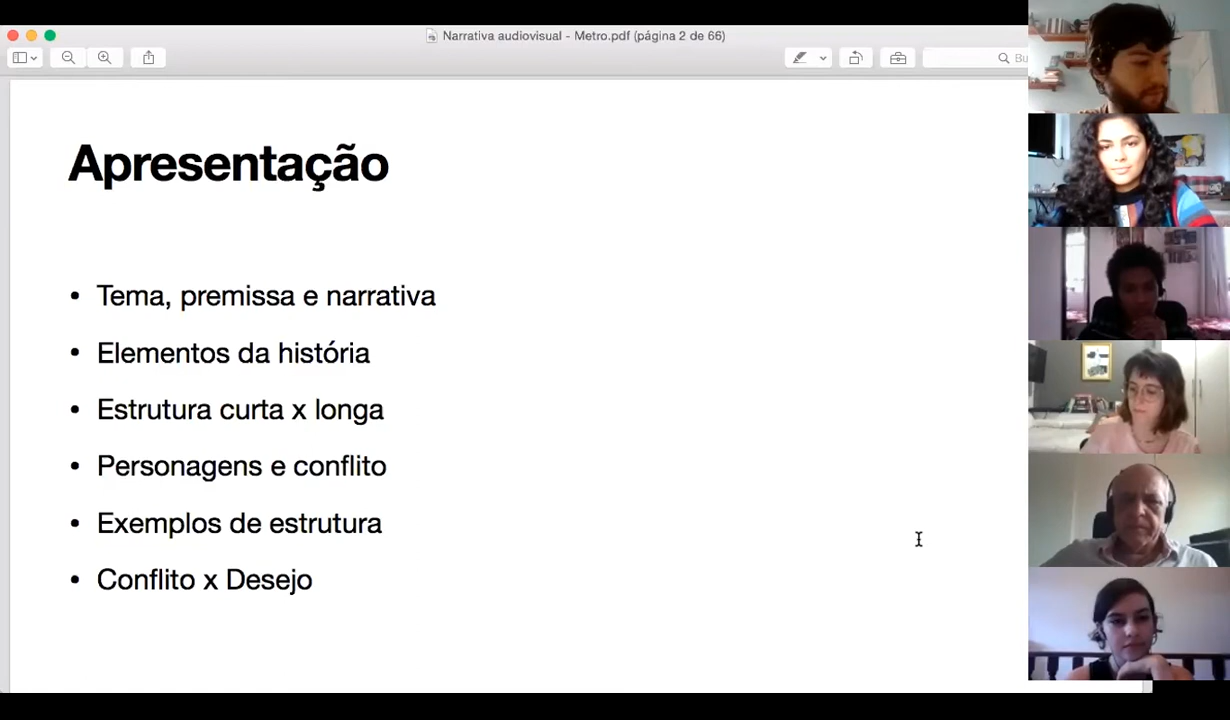 Narrativa audiovisual - Metro.pdf (página 2 de 66)
Bu
Apresentação
• Tema, premissa e narrativa
• Elementos da história
• Estrutura curta x longa
• Personagens e conflito
• Exemplos de estrutura
• Conflito x Desejo